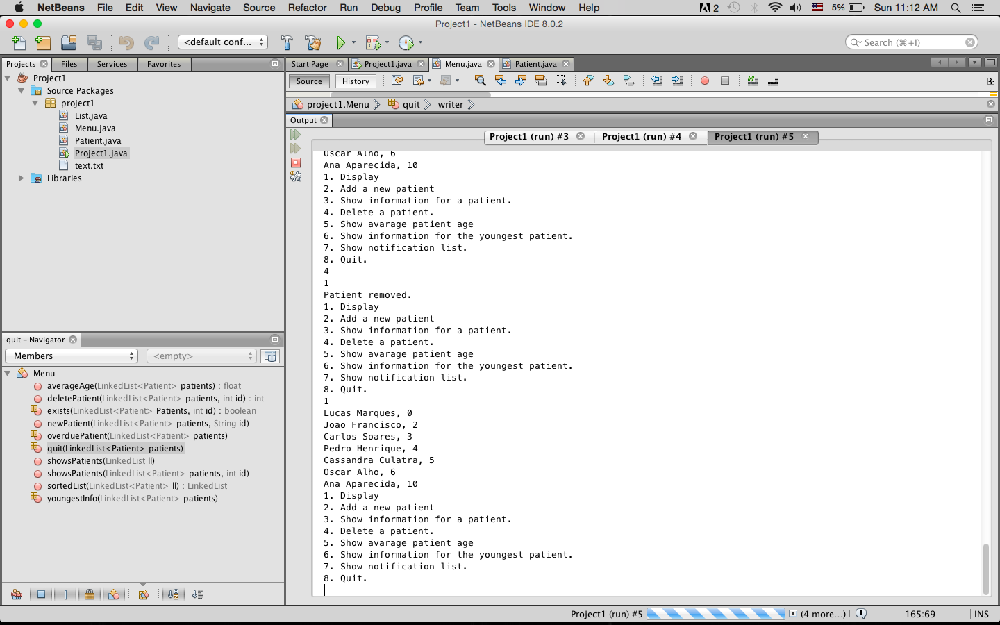 NetBeans File Edit View Navigate Source Refactor Run Debug Profile Team Tools Window Help 2 5% Sun 11:12 AM
Project1 - NetBeans IDE 8.0.2
<default conf... Search (⌘+I)
Projects Files Services Favorites
Project1
Source Packages
project1
List.java
Menu.java
Patient.java
Project1.java
text.txt
Libraries
quit - Navigator
Members <empty>
Menu
averageAge(LinkedList<Patient> patients) : float
deletePatient(LinkedList<Patient> patients, int id) : int
exists(LinkedList<Patient> Patients, int id) : boolean
newPatient(LinkedList<Patient> patients, String id)
overduePatient(LinkedList<Patient> patients)
quit(LinkedList<Patient> patients)
showsPatients(LinkedList ll)
showsPatients(LinkedList<Patient> patients, int id)
sortedList(LinkedList<Patient> ll) : LinkedList
youngestInfo(LinkedList<Patient> patients)
Start Page Project1.java Menu.java Patient.java
Source History
project1.Menu quit writer
Output
Project1 (run) #3 Project1 (run) #4 Project1 (run) #5
Oscar Alho, 6
Ana Aparecida, 10
1. Display
2. Add a new patient
3. Show information for a patient.
4. Delete a patient.
5. Show avarage patient age
6. Show information for the youngest patient.
7. Show notification list.
8. Quit.
4
1
Patient removed.
1. Display
2. Add a new patient
3. Show information for a patient.
4. Delete a patient.
5. Show avarage patient age
6. Show information for the youngest patient.
7. Show notification list.
8. Quit.
1
Lucas Marques, 0
Joao Francisco, 2
Carlos Soares, 3
Pedro Henrique, 4
Cassandra Culatra, 5
Oscar Alho, 6
Ana Aparecida, 10
1. Display
2. Add a new patient
3. Show information for a patient.
4. Delete a patient.
5. Show avarage patient age
6. Show information for the youngest patient.
7. Show notification list.
8. Quit.
Project1 (run) #5 (4 more...) 1 165:69 INS